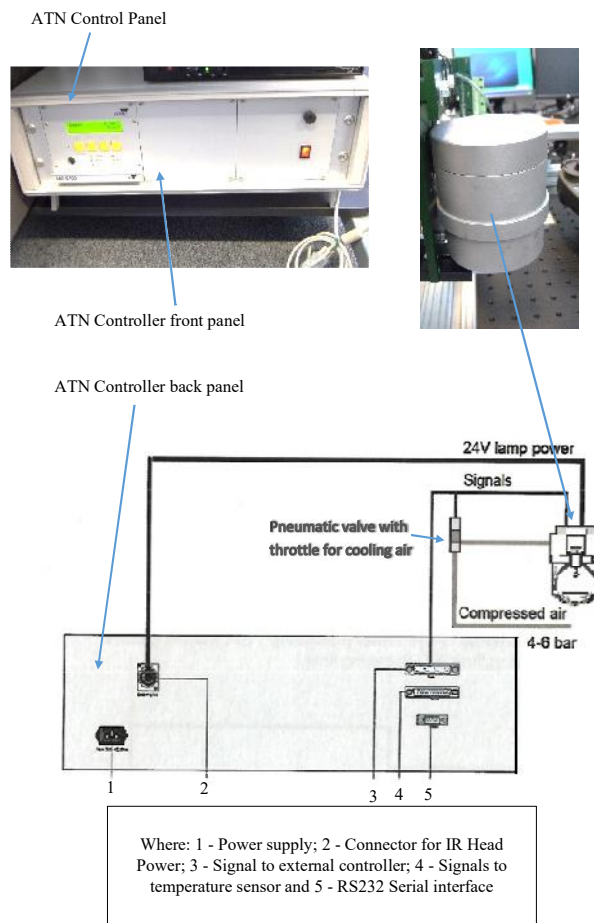 ATN Control Panel
ATN Controller front panel
ATN Controller back panel
24V lamp power
Signals
Pneumatic valve with
throttle for cooling air
Compressed air
4-6 bar
1
2
3
4
5
Where: 1 - Power supply; 2 - Connector for IR Head
Power; 3 - Signal to external controller; 4 - Signals to
temperature sensor and 5 - RS232 Serial interface